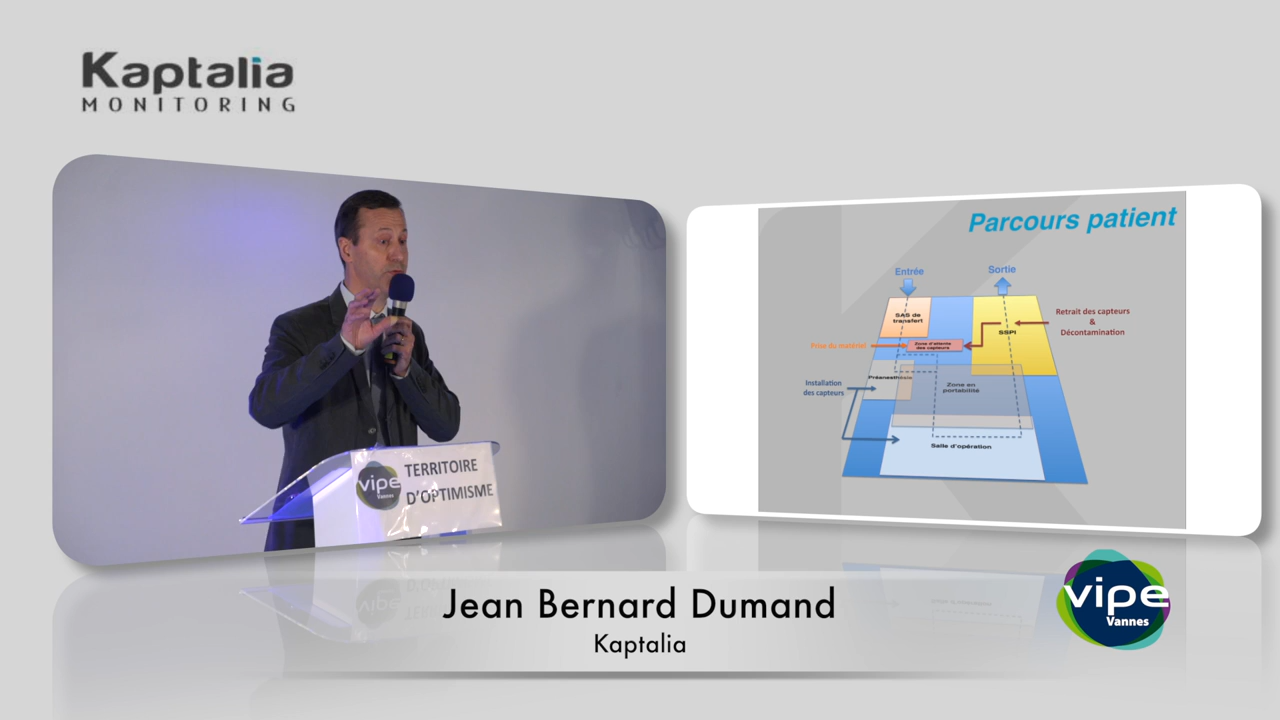 Kaptalia
MONITORING
vipe
Vannes
TERRITOIRE
D'OPTIMISME
Parcours patient
Entrée
Sortie
SAS de
transfert
SSPI
Retrait des capteurs
&
Décontamination
Prise du matériel
Zone d'attente
des capteurs
Préanesthésie
Installation
des capteurs
Zone en
portabilité
Salle d'opération
Jean Bernard Dumand
Kaptalia
vipe
Vannes